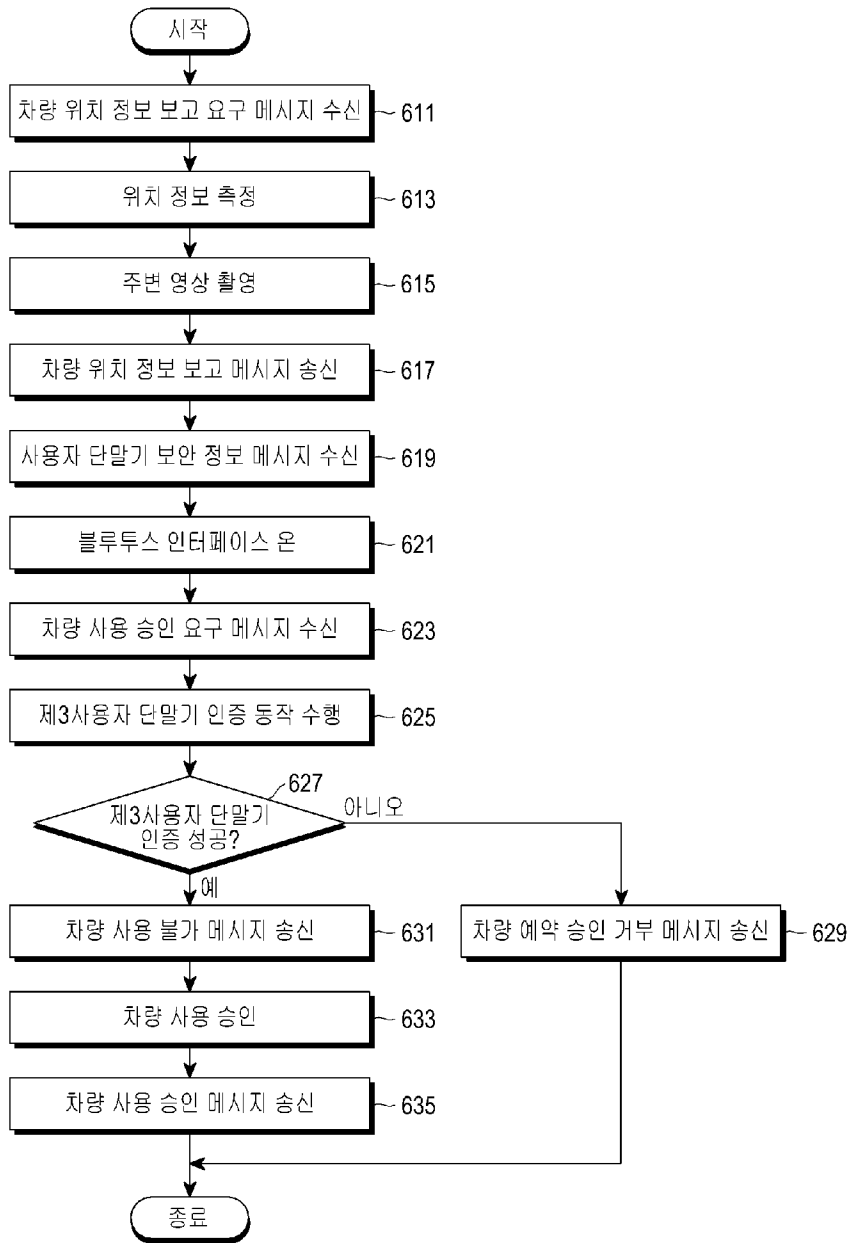 시작
차량 위치 정보 보고 요구 메시지 수신
611
위치 정보 측정
613
주변 영상 촬영
615
차량 위치 정보 보고 메시지 송신
617
사용자 단말기 보안 정보 메시지 수신
619
블루투스 인터페이스 온
621
차량 사용 승인 요구 메시지 수신
623
제3사용자 단말기 인증 동작 수행
625
627
제3사용자 단말기
인증 성공?
아니오
예
차량 사용 불가 메시지 송신
631
차량 예약 승인 거부 메시지 송신
629
차량 사용 승인
633
차량 사용 승인 메시지 송신
635
종료